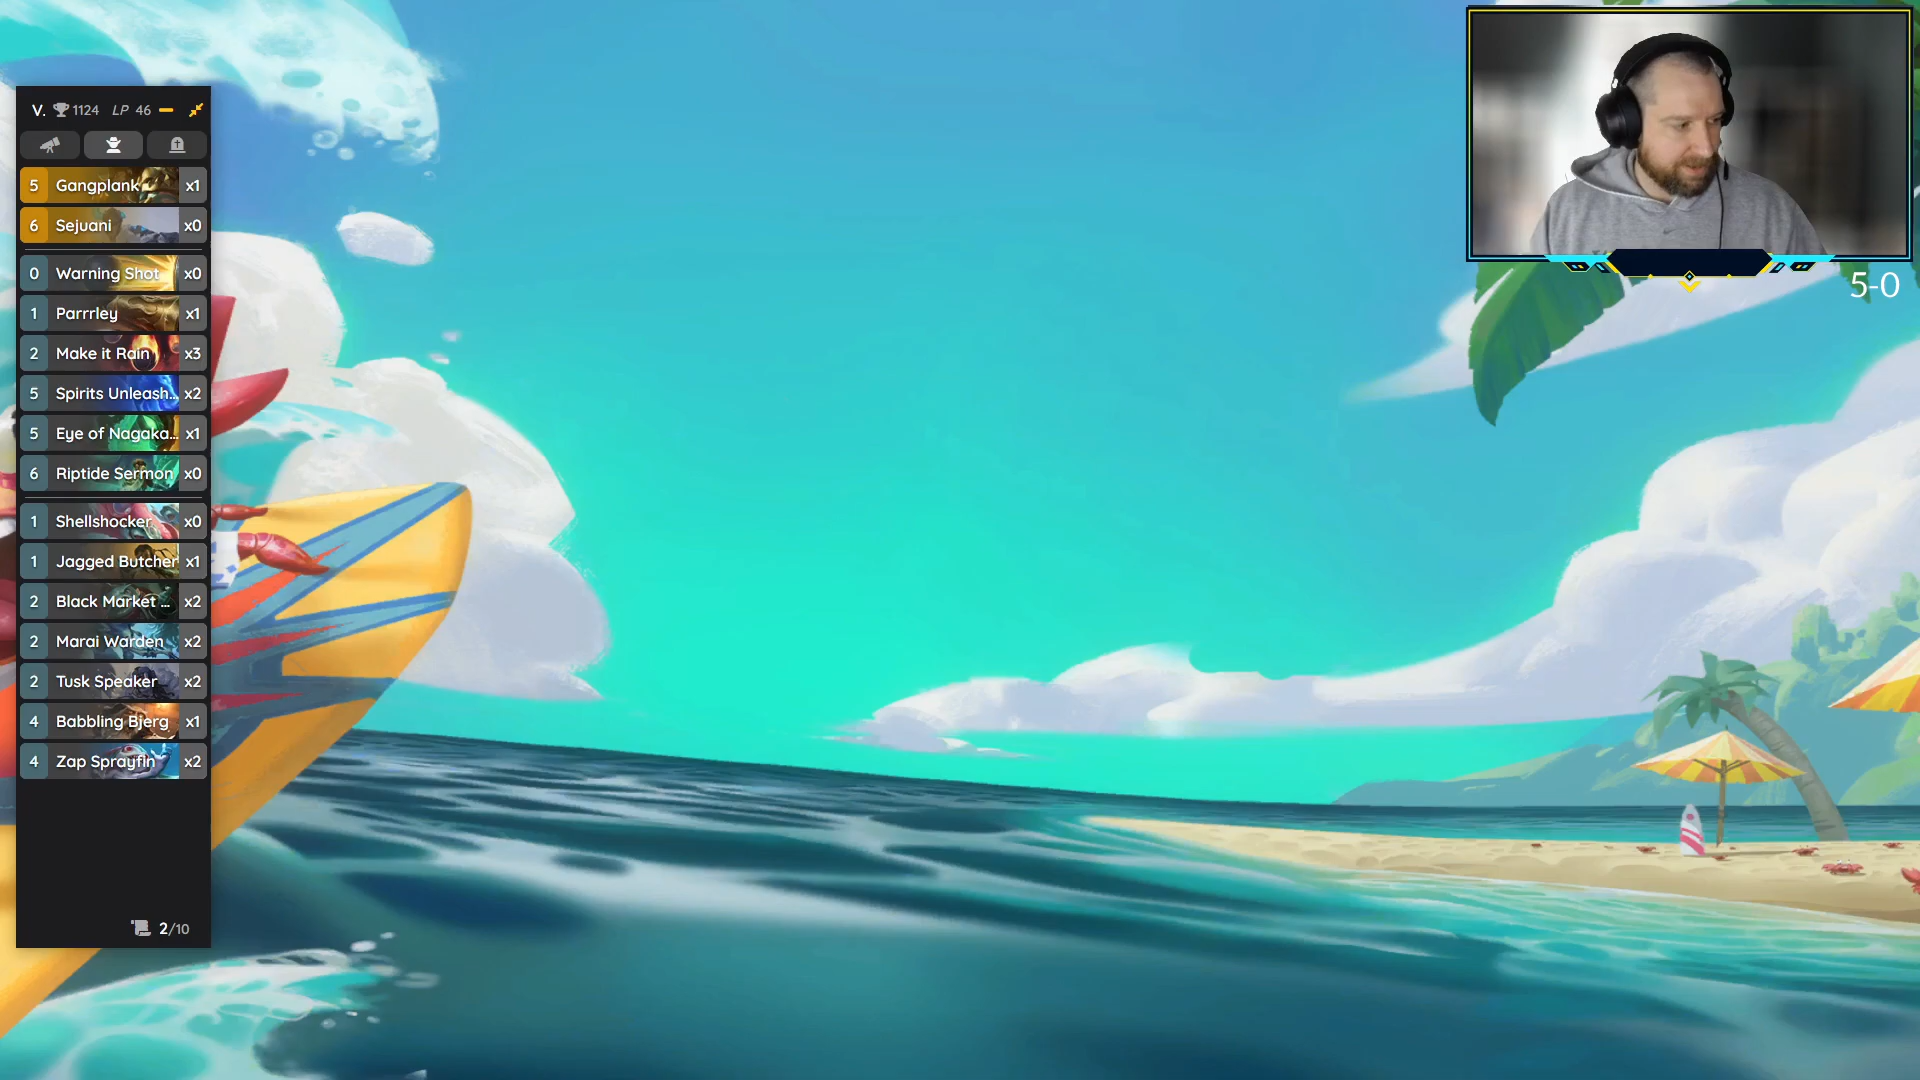 V. 1124 LP 46
5 Gangplank x1
6 Sejuani x0
0 Warning Shot x0
1 Parrrley x1
2 Make it Rain x3
5 Spirits Unleash... x2
5 Eye of Nagaka... x1
6 Riptide Sermon x0
1 Shellshocker x0
1 Jagged Butcher x1
2 Black Market ... x2
2 Marai Warden x2
2 Tusk Speaker x2
4 Babbling Bjerg x1
4 Zap Sprayfin x2
2/10
5-0